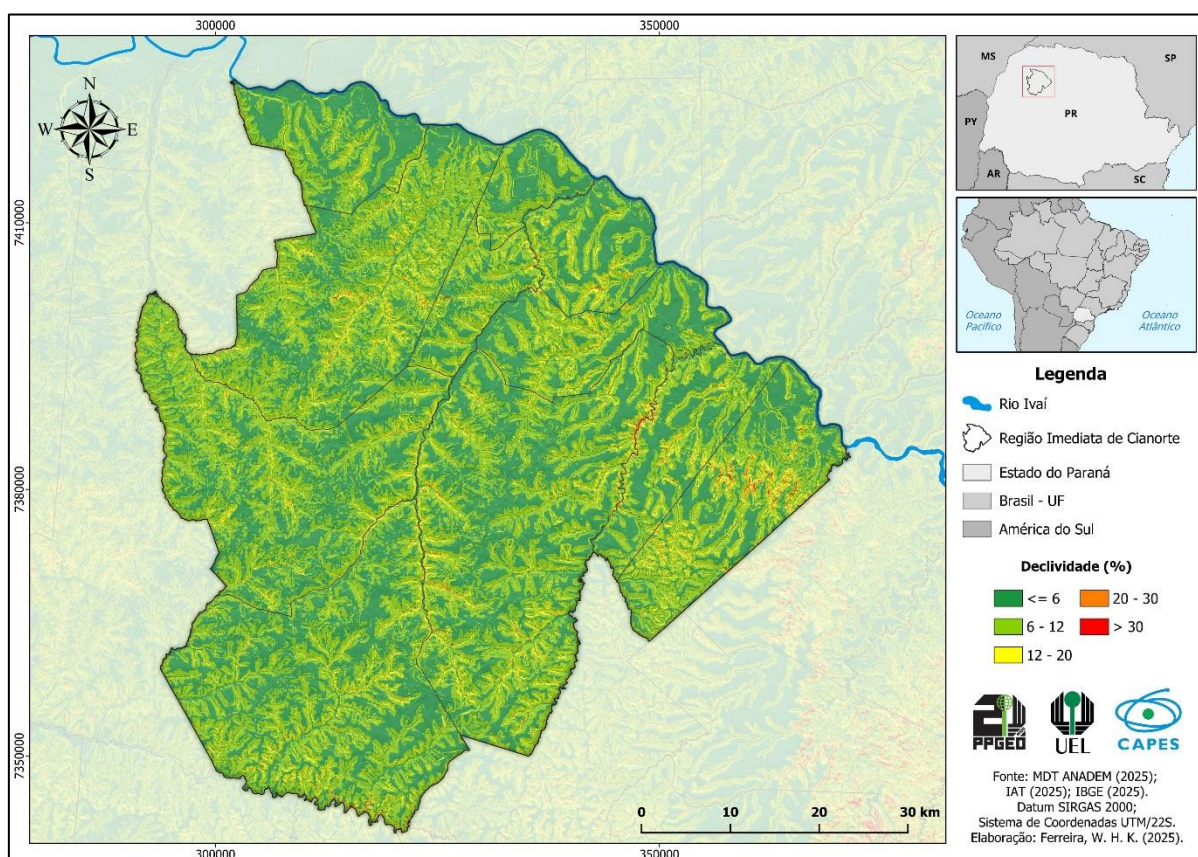 300000
350000
N
W
E
S
7410000
7380000
7350000
300000
350000
0
10
20
30 km
MS
SP
PY
PR
AR
SC
Oceano
Pacífico
Oceano
Atlântico
Legenda
Rio Ivaí
Região Imediata de Cianorte
Estado do Paraná
Brasil - UF
América do Sul
Declividade (%)
<= 6
20 - 30
6 - 12
> 30
12 - 20
PPGEO
UEL
CAPES
Fonte: MDT ANADEM (2025);
IAT (2025); IBGE (2025).
Datum SIRGAS 2000;
Sistema de Coordenadas UTM/22S.
Elaboração: Ferreira, W. H. K. (2025).